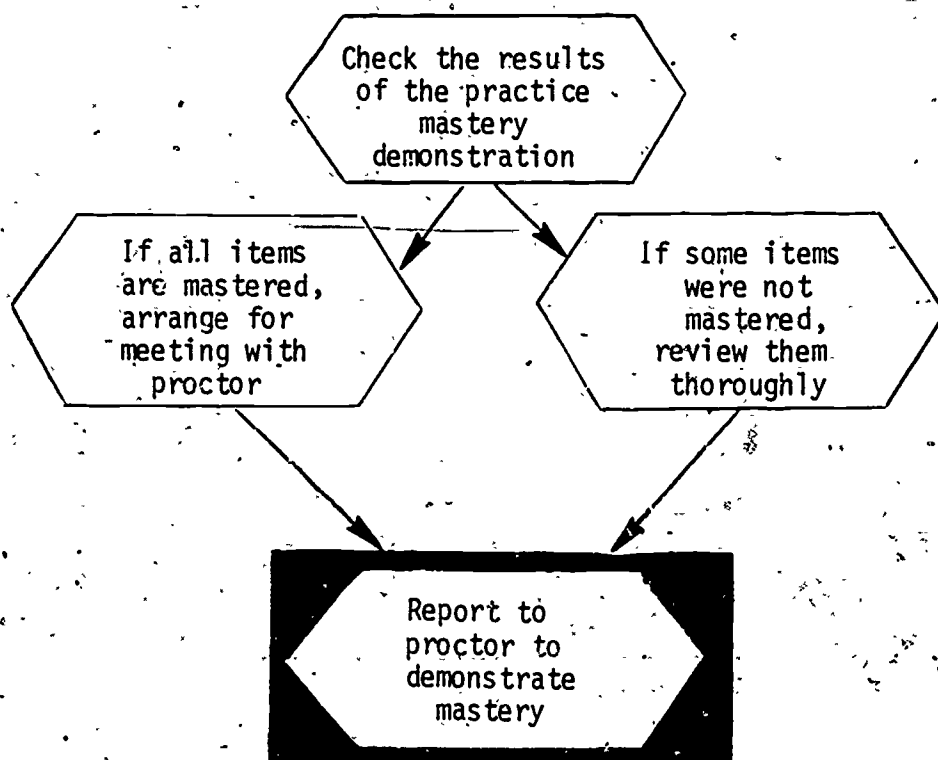 Check the results
of the practice
mastery
demonstration
If all items
are mastered,
arrange for
meeting with
proctor
If some items
were not
mastered,
review them
thoroughly
Report to
proctor to
demonstrate
mastery